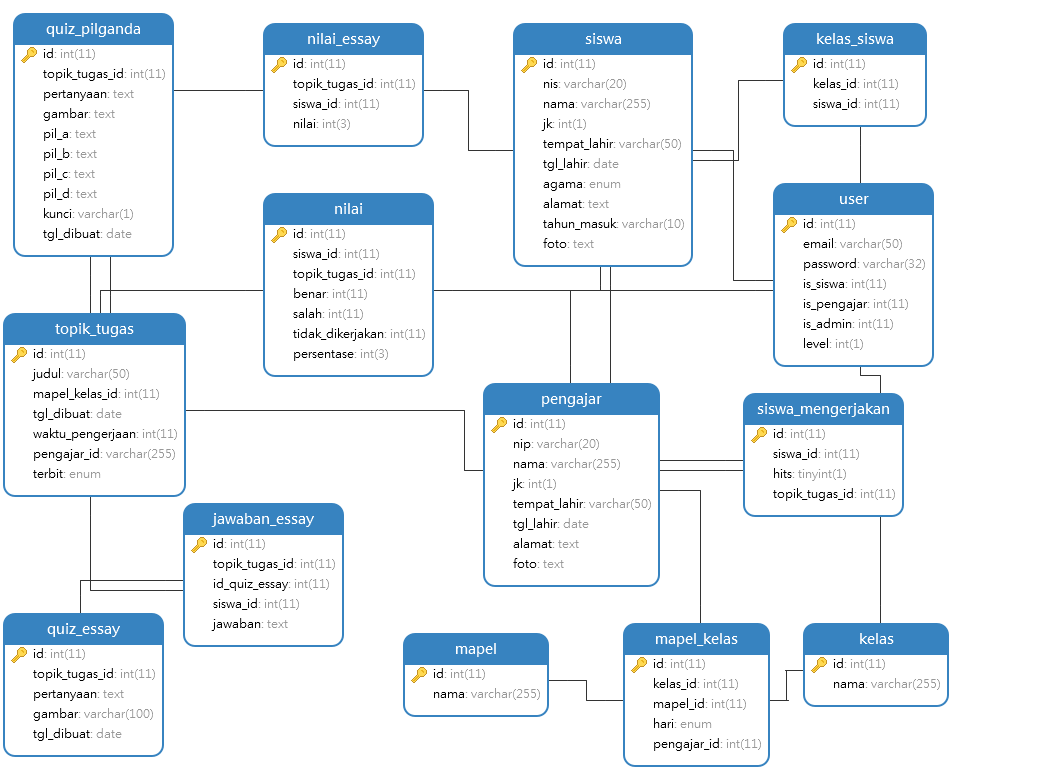 quiz_pilganda
id: int(11)
topik_tugas_id: int(11)
pertanyaan: text
gambar: text
pil_a: text
pil_b: text
pil_c: text
pil_d: text
kunci: varchar(1)
tgl_dibuat: date
nilai_essay
id: int(11)
topik_tugas_id: int(11)
siswa_id: int(11)
nilai: int(3)
siswa
id: int(11)
nis: varchar(20)
nama: varchar(255)
jk: int(1)
tempat_lahir: varchar(50)
tgl_lahir: date
agama: enum
alamat: text
tahun_masuk: varchar(10)
foto: text
kelas_siswa
id: int(11)
kelas_id: int(11)
siswa_id: int(11)
nilai
id: int(11)
siswa_id: int(11)
topik_tugas_id: int(11)
benar: int(11)
salah: int(11)
tidak_dikerjakan: int(11)
persentase: int(3)
user
id: int(11)
email: varchar(50)
password: varchar(32)
is_siswa: int(11)
is_pengajar: int(11)
is_admin: int(11)
level: int(1)
topik_tugas
id: int(11)
judul: varchar(50)
mapel_kelas_id: int(11)
tgl_dibuat: date
waktu_pengerjaan: int(11)
pengajar_id: varchar(255)
terbit: enum
pengajar
id: int(11)
nip: varchar(20)
nama: varchar(255)
jk: int(1)
tempat_lahir: varchar(50)
tgl_lahir: date
alamat: text
foto: text
siswa_mengerjakan
id: int(11)
siswa_id: int(11)
hits: tinyint(1)
topik_tugas_id: int(11)
jawaban_essay
id: int(11)
topik_tugas_id: int(11)
id_quiz_essay: int(11)
siswa_id: int(11)
jawaban: text
quiz_essay
id: int(11)
topik_tugas_id: int(11)
pertanyaan: text
gambar: varchar(100)
tgl_dibuat: date
mapel
id: int(11)
nama: varchar(255)
mapel_kelas
id: int(11)
kelas_id: int(11)
mapel_id: int(11)
hari: enum
pengajar_id: int(11)
kelas
id: int(11)
nama: varchar(255)